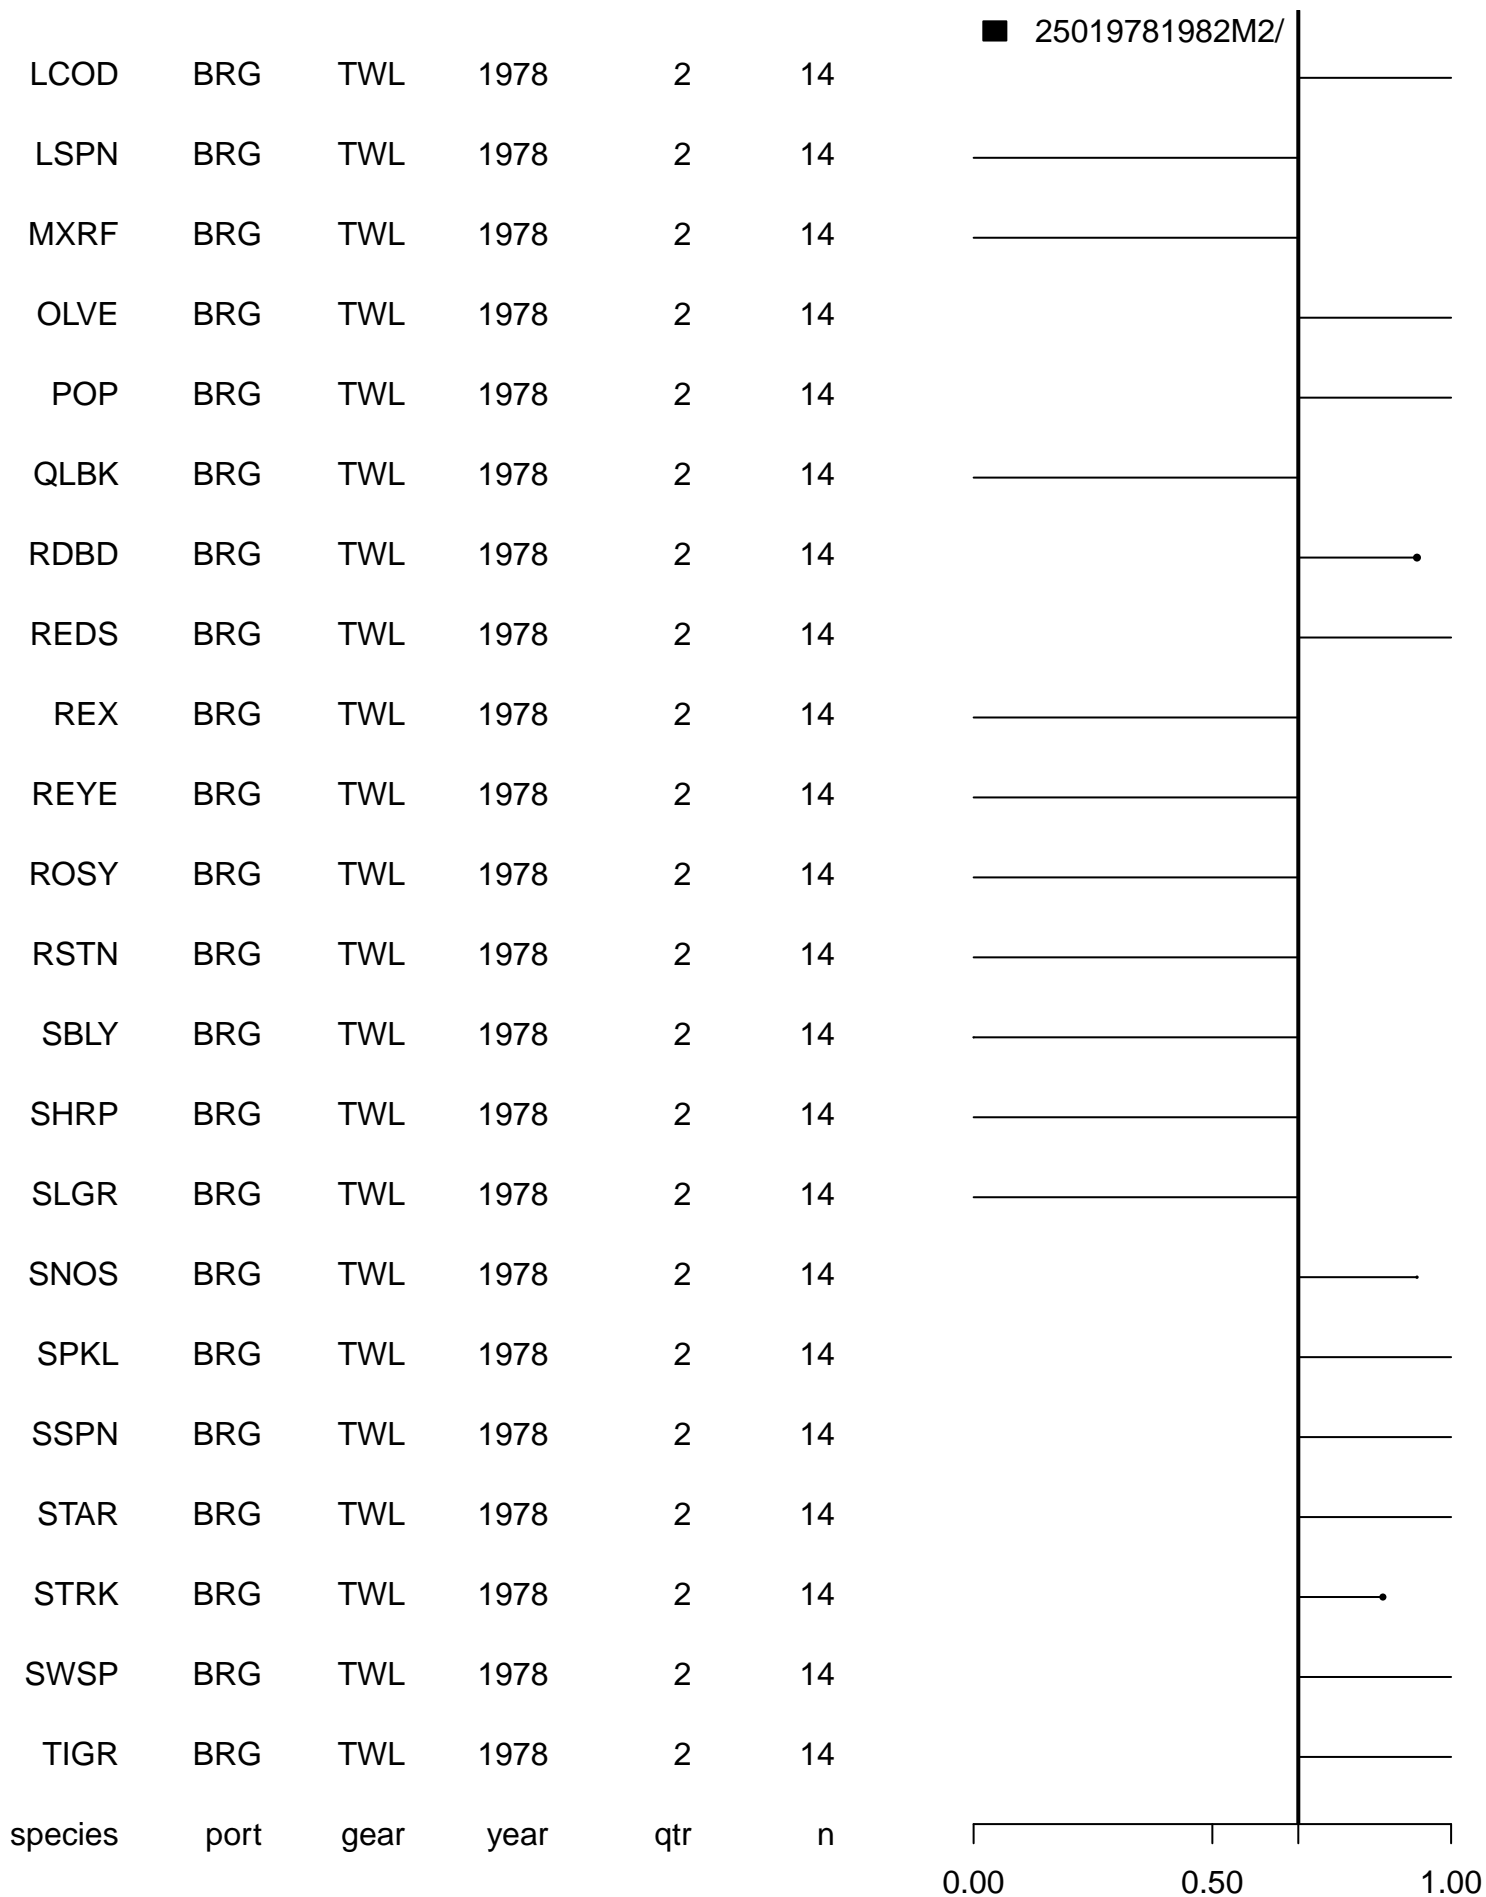 25019781982M2/
LCOD BRG TWL 1978 2 14
LSPN BRG TWL 1978 2 14
MXRF BRG TWL 1978 2 14
OLVE BRG TWL 1978 2 14
POP BRG TWL 1978 2 14
QLBK BRG TWL 1978 2 14
RDBD BRG TWL 1978 2 14
REDS BRG TWL 1978 2 14
REX BRG TWL 1978 2 14
REYE BRG TWL 1978 2 14
ROSY BRG TWL 1978 2 14
RSTN BRG TWL 1978 2 14
SBLY BRG TWL 1978 2 14
SHRP BRG TWL 1978 2 14
SLGR BRG TWL 1978 2 14
SNOS BRG TWL 1978 2 14
SPKL BRG TWL 1978 2 14
SSPN BRG TWL 1978 2 14
STAR BRG TWL 1978 2 14
STRK BRG TWL 1978 2 14
SWSP BRG TWL 1978 2 14
TIGR BRG TWL 1978 2 14
species port gear year qtr n
0.00 0.50 1.00